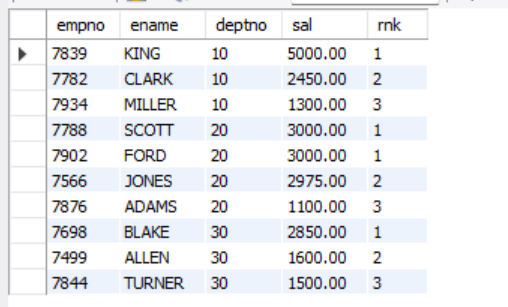 empno ename deptno sal rnk
7839 KING 10 5000.00 1
7782 CLARK 10 2450.00 2
7934 MILLER 10 1300.00 3
7788 SCOTT 20 3000.00 1
7902 FORD 20 3000.00 1
7566 JONES 20 2975.00 2
7876 ADAMS 20 1100.00 3
7698 BLAKE 30 2850.00 1
7499 ALLEN 30 1600.00 2
7844 TURNER 30 1500.00 3